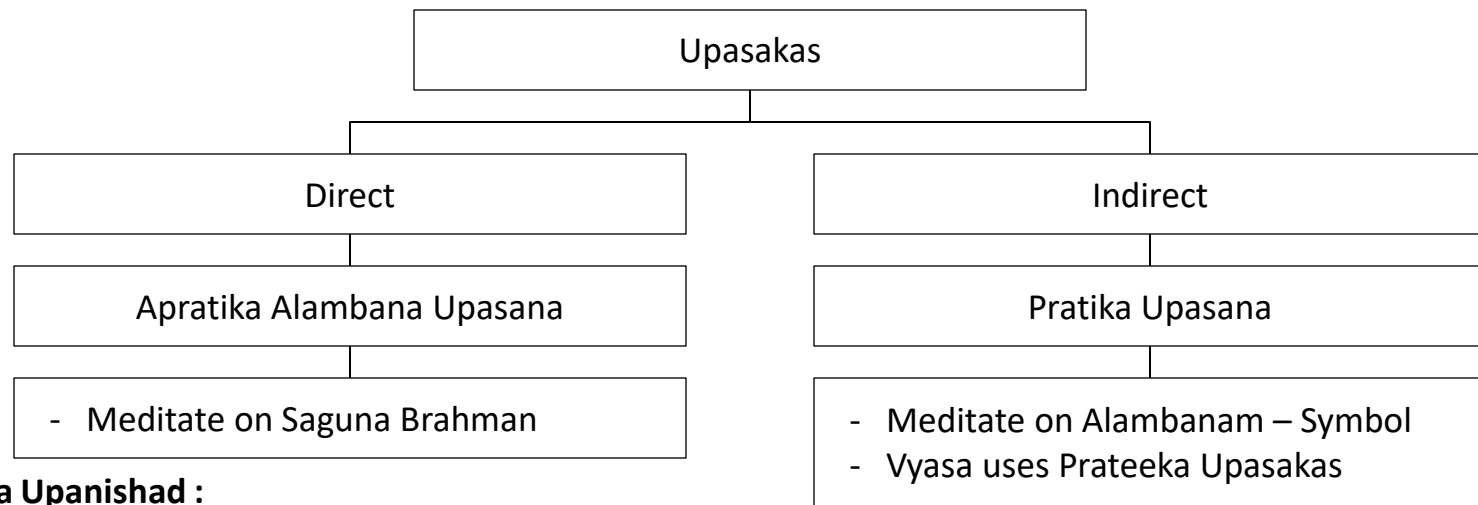 Upasakas
Direct
Indirect
Apratika Alambana Upasana
Pratika Upasana
- Meditate on Saguna Brahman
- Meditate on Alambanam – Symbol
- Vyasa uses Prateeka Upasakas
Upanishad :